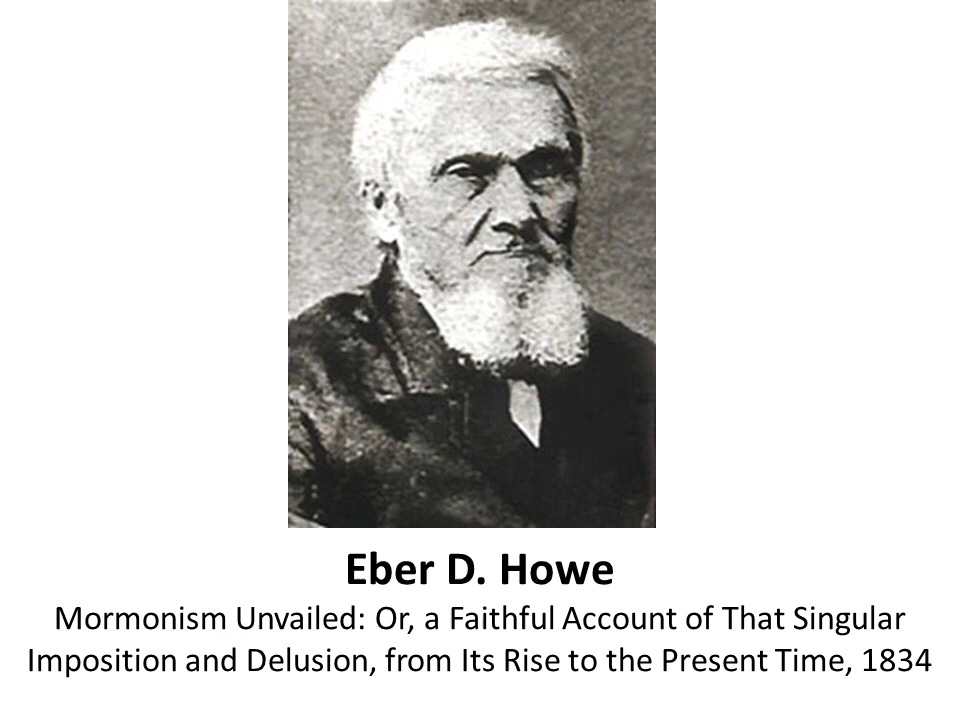 Eber D. Howe
Mormonism Unvailed: Or, a Faithful Account of That Singular
Imposition and Delusion, from Its Rise to the Present Time, 1834